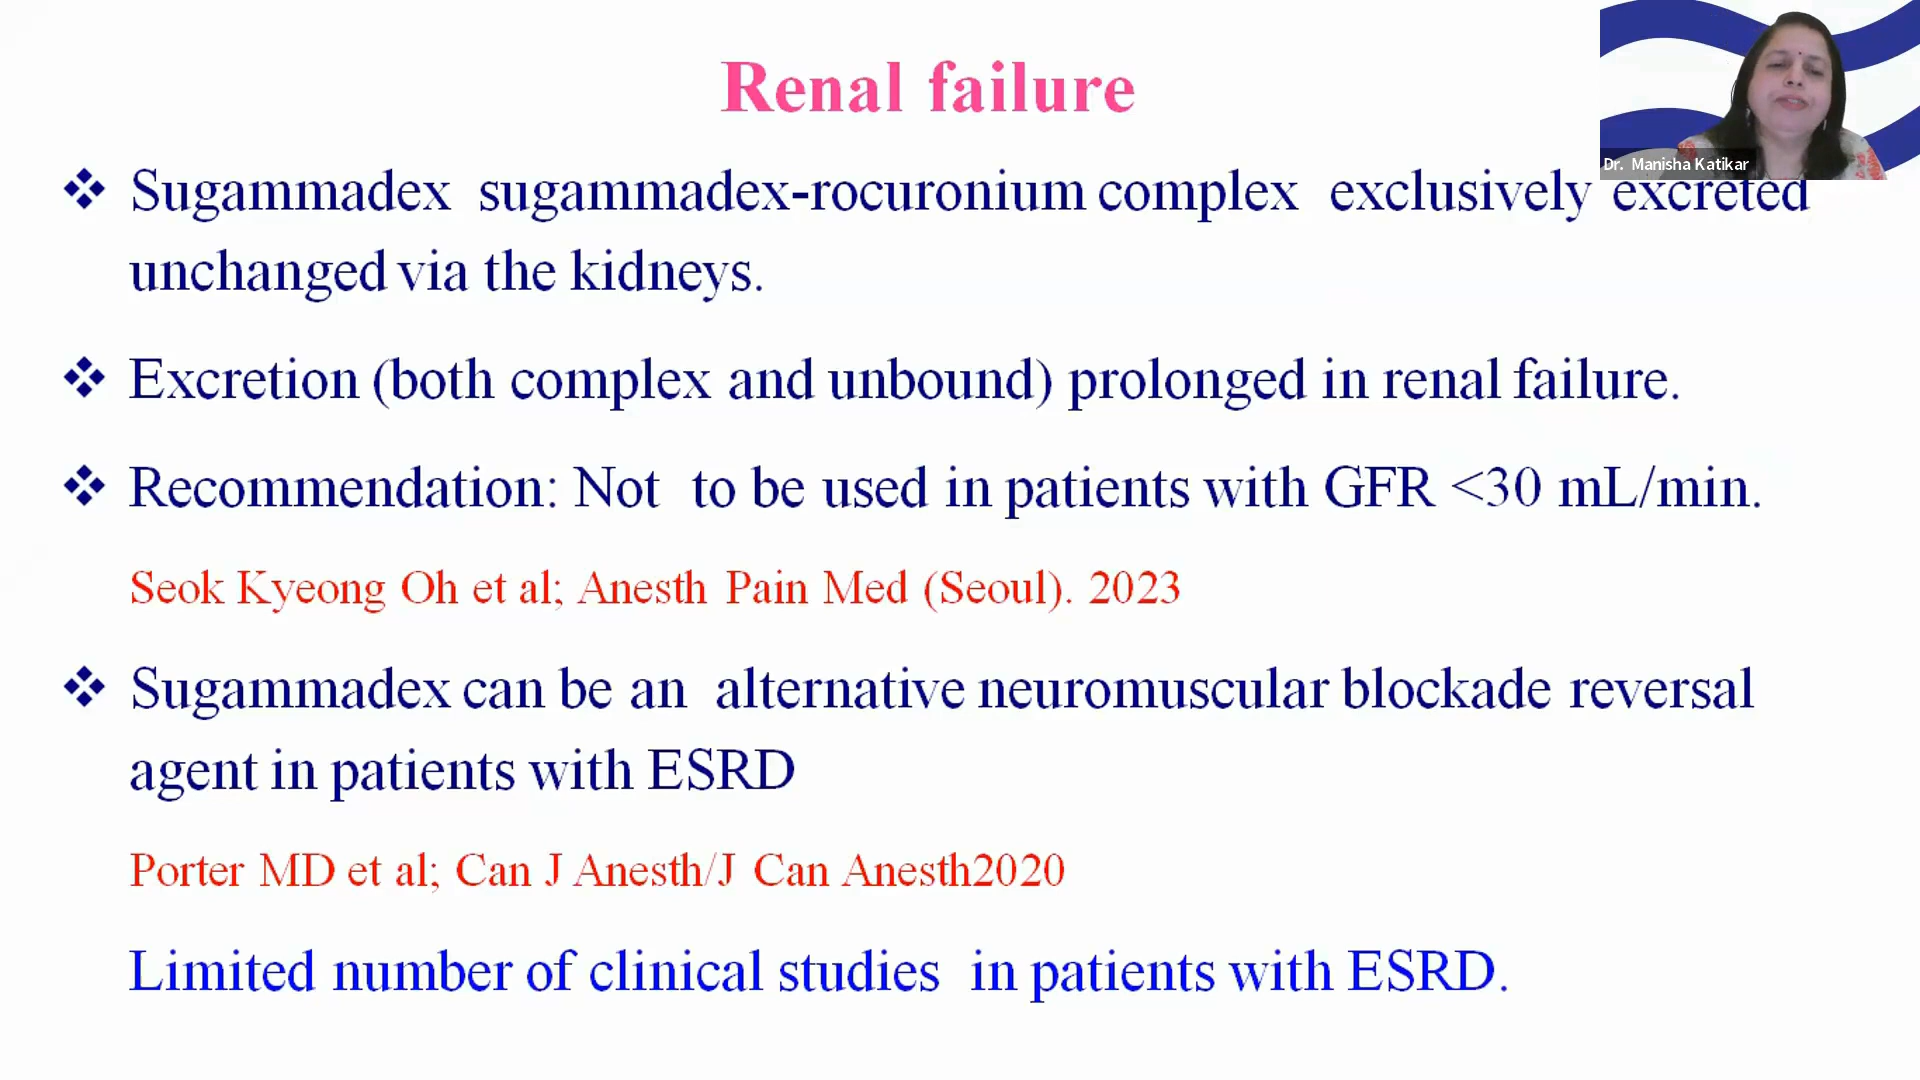 Renal failure
Dr. Manisha Katikar
❖ Sugammadex sugammadex-rocuronium complex exclusively excreted
unchanged via the kidneys.
❖ Excretion (both complex and unbound) prolonged in renal failure.
❖ Recommendation: Not to be used in patients with GFR <30 mL/min.
Seok Kyeong Oh et al; Anesth Pain Med (Seoul). 2023
❖ Sugammadex can be an alternative neuromuscular blockade reversal
agent in patients with ESRD
Porter MD et al; Can J Anesth/J Can Anesth2020
Limited number of clinical studies in patients with ESRD.